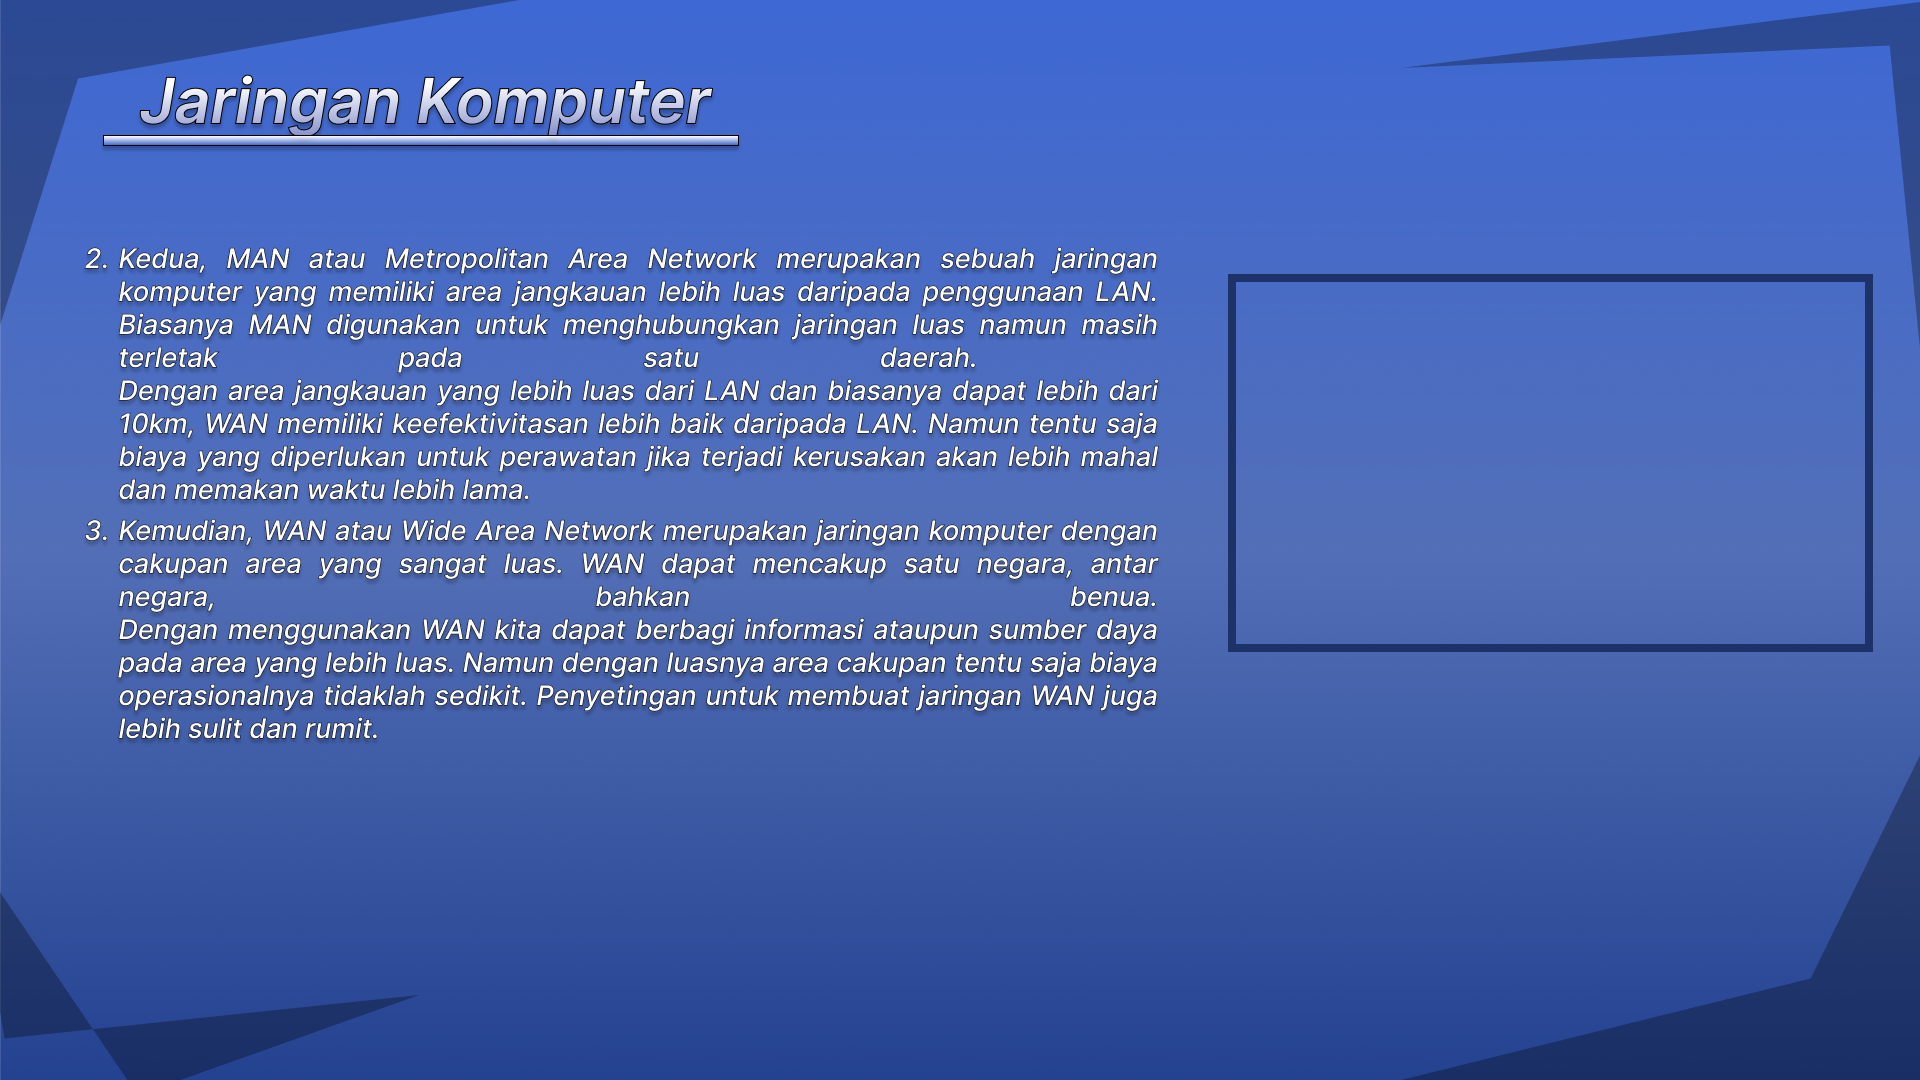 Jaringan Komputer
2. Kedua, MAN atau Metropolitan Area Network merupakan sebuah jaringan
komputer yang memiliki area jangkauan lebih luas daripada penggunaan LAN.
Biasanya MAN digunakan untuk menghubungkan jaringan luas namun masih
terletak pada satu daerah.
Dengan area jangkauan yang lebih luas dari LAN dan biasanya dapat lebih dari
10km, WAN memiliki keefektivitasan lebih baik daripada LAN. Namun tentu saja
biaya yang diperlukan untuk perawatan jika terjadi kerusakan akan lebih mahal
dan memakan waktu lebih lama.
3. Kemudian, WAN atau Wide Area Network merupakan jaringan komputer dengan
cakupan area yang sangat luas. WAN dapat mencakup satu negara, antar
negara, bahkan benua.
Dengan menggunakan WAN kita dapat berbagi informasi ataupun sumber daya
pada area yang lebih luas. Namun dengan luasnya area cakupan tentu saja biaya
operasionalnya tidaklah sedikit. Penyetingan untuk membuat jaringan WAN juga
lebih sulit dan rumit.